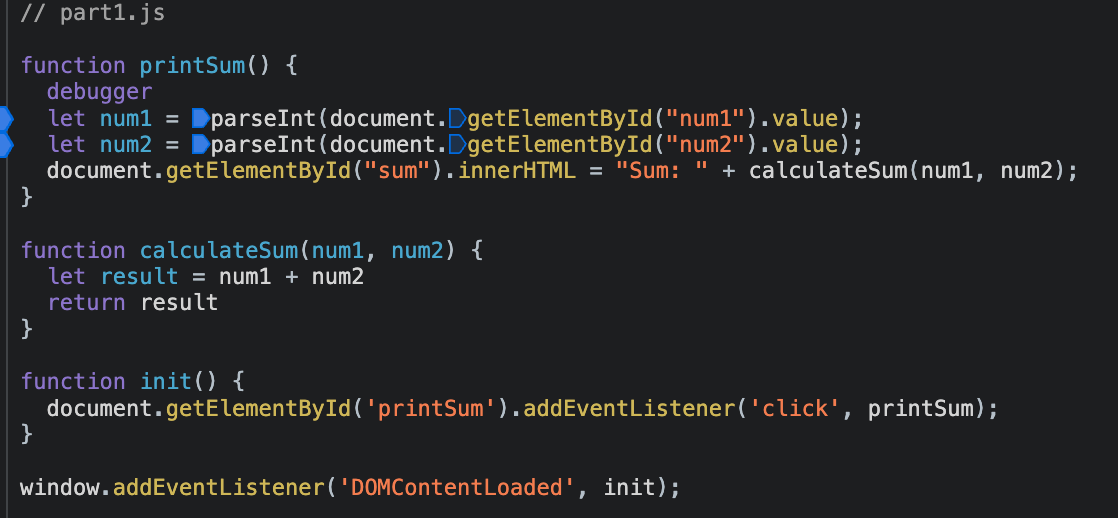 // part1.js
function printSum() {
debugger
let num1 = parseInt(document.getElementById("num1").value);
let num2 = parseInt(document.getElementById("num2").value);
document.getElementById("sum").innerHTML = "Sum: " + calculateSum(num1, num2);
}
function calculateSum(num1, num2) {
let result = num1 + num2
return result
}
function init() {
document.getElementById('printSum').addEventListener('click', printSum);
}
window.addEventListener('DOMContentLoaded', init);